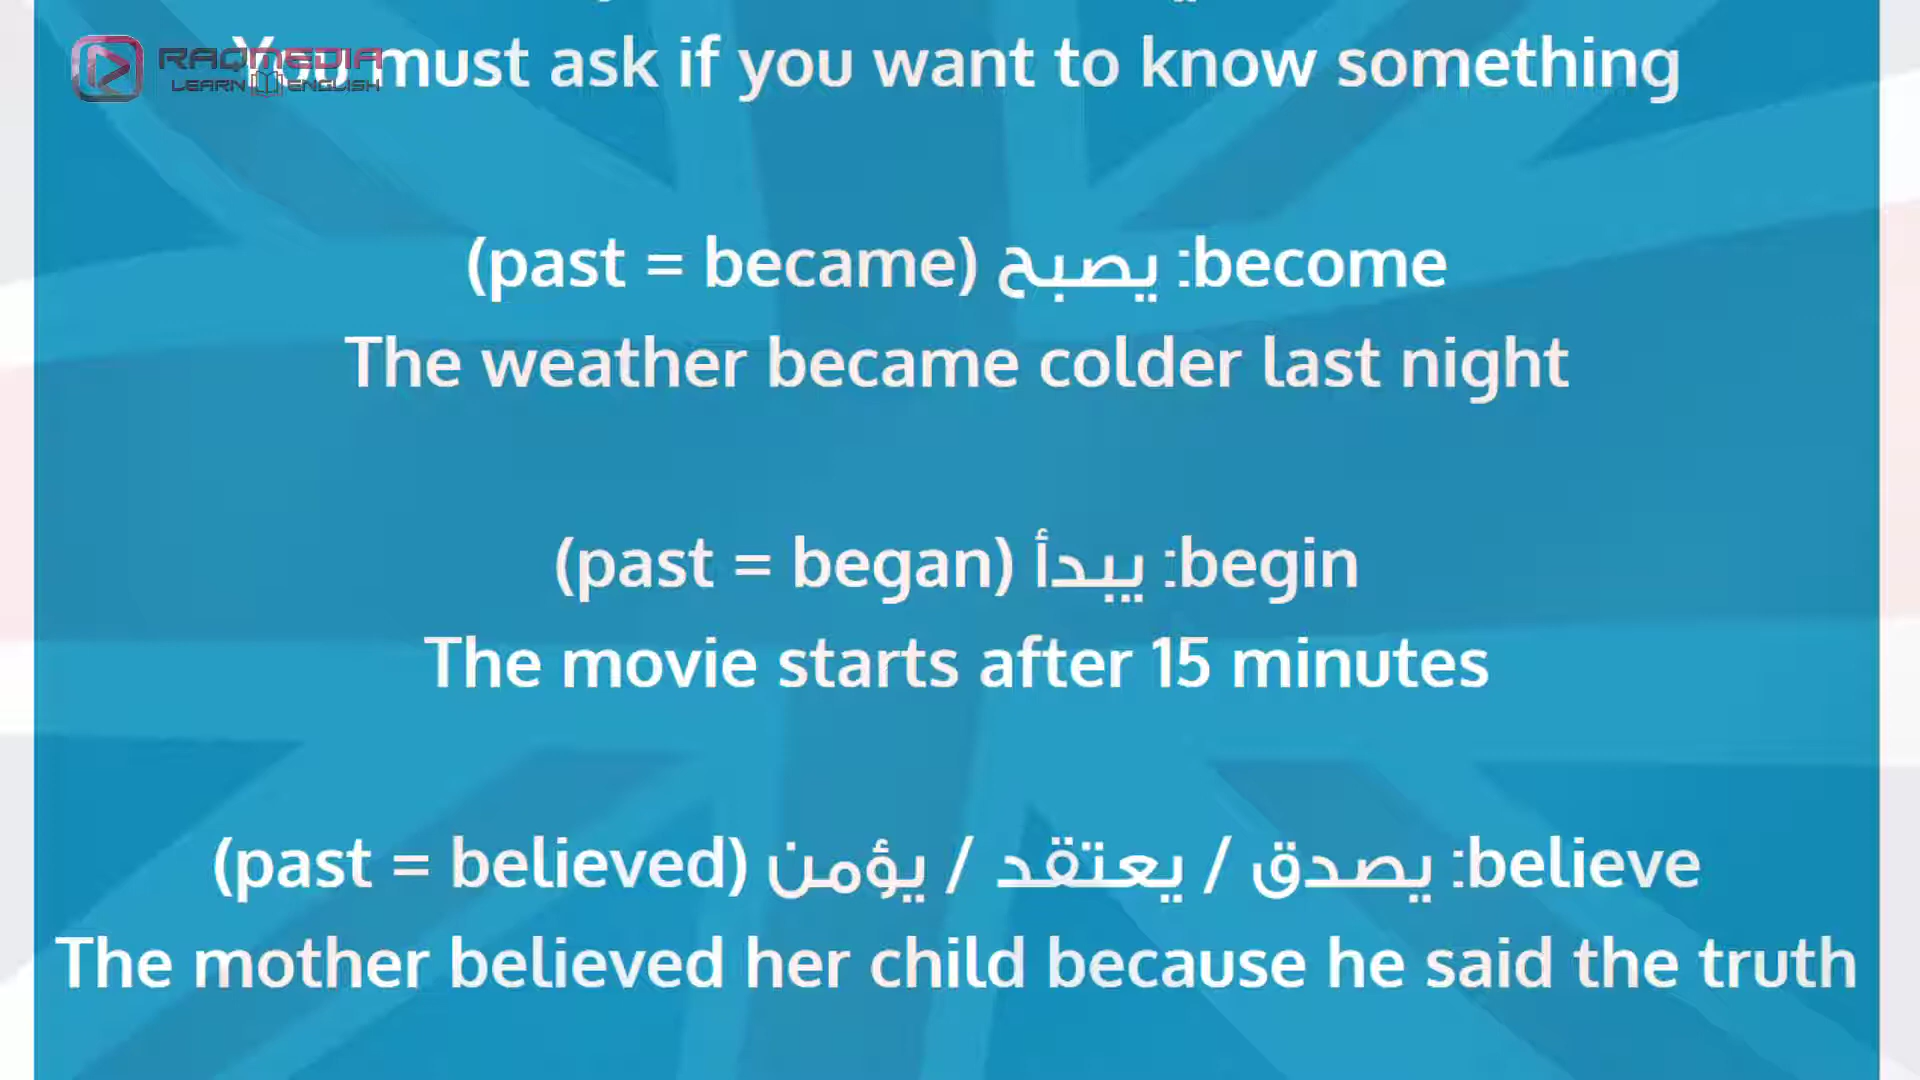 RAQMEDIA
LEARN ENGLISH
You must ask if you want to know something
become: يصبح (past = became)
The weather became colder last night
begin: يبدأ (past = began)
The movie starts after 15 minutes
believe: يصدق / يعتقد / يؤمن (past = believed)
The mother believed her child because he said the truth